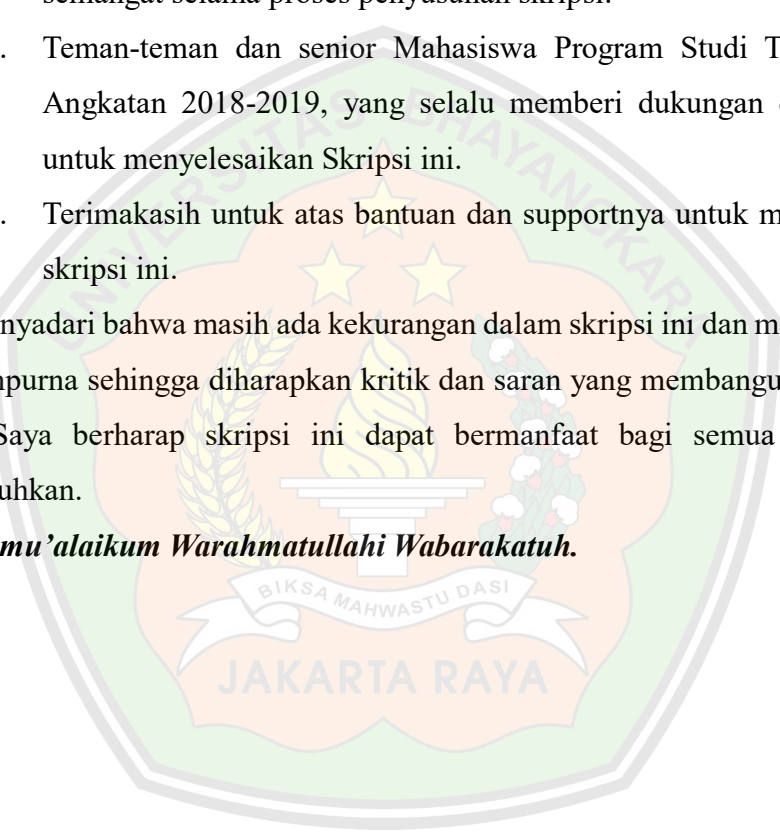 semangat selama proses penyusunan skripsi.
. Teman-teman dan senior Mahasiswa Program Studi T
Angkatan 2018-2019, yang selalu memberi dukungan
untuk menyelesaikan Skripsi ini.
. Terimakasih untuk atas bantuan dan supportnya untuk m
skripsi ini.
nyadari bahwa masih ada kekurangan dalam skripsi ini dan m
npurna sehingga diharapkan kritik dan saran yang membangu
Saya berharap skripsi ini dapat bermanfaat bagi semua
uhkan.
mu’alaikum Warahmatullahi Wabarakatuh.
UNIVERSITAS BHAYANGKARA
BIKSA MAHWASTU DASI
JAKARTA RAYA